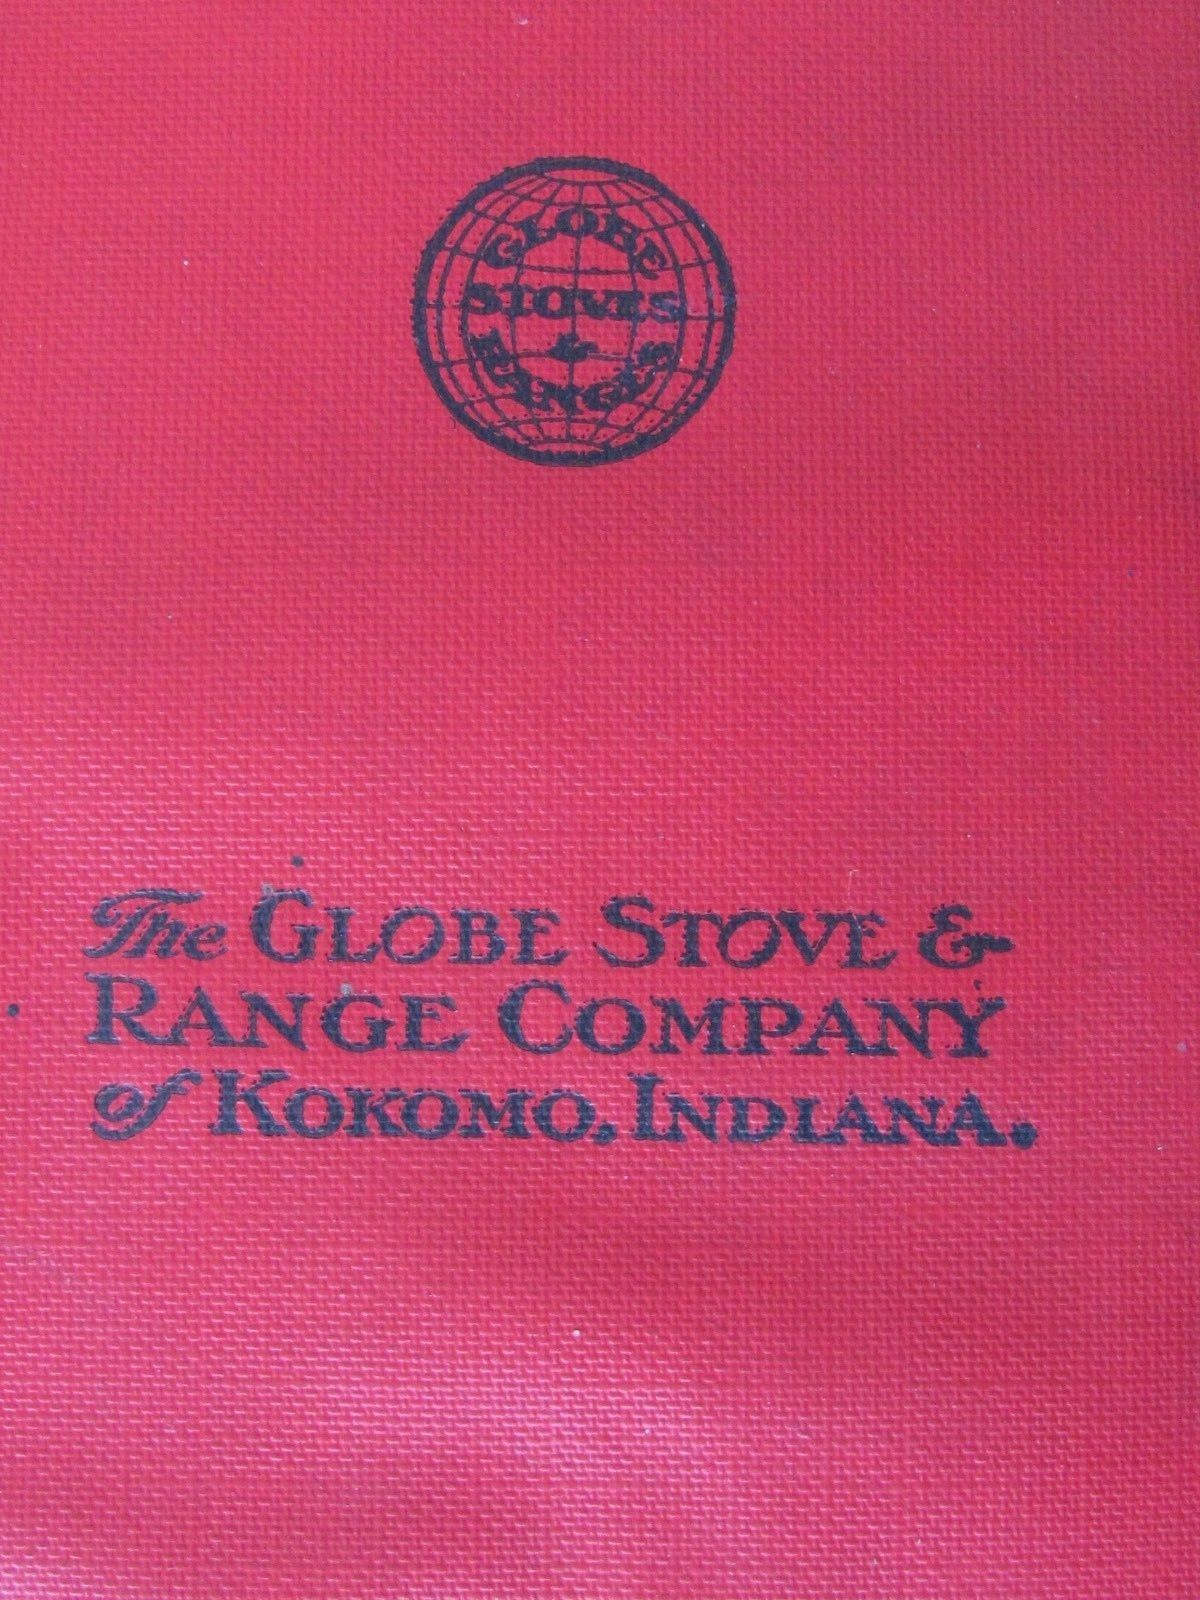 GLOBE
STOVES
&
RANGES
The GLOBE STOVE &
RANGE COMPANY
of KOKOMO, INDIANA.